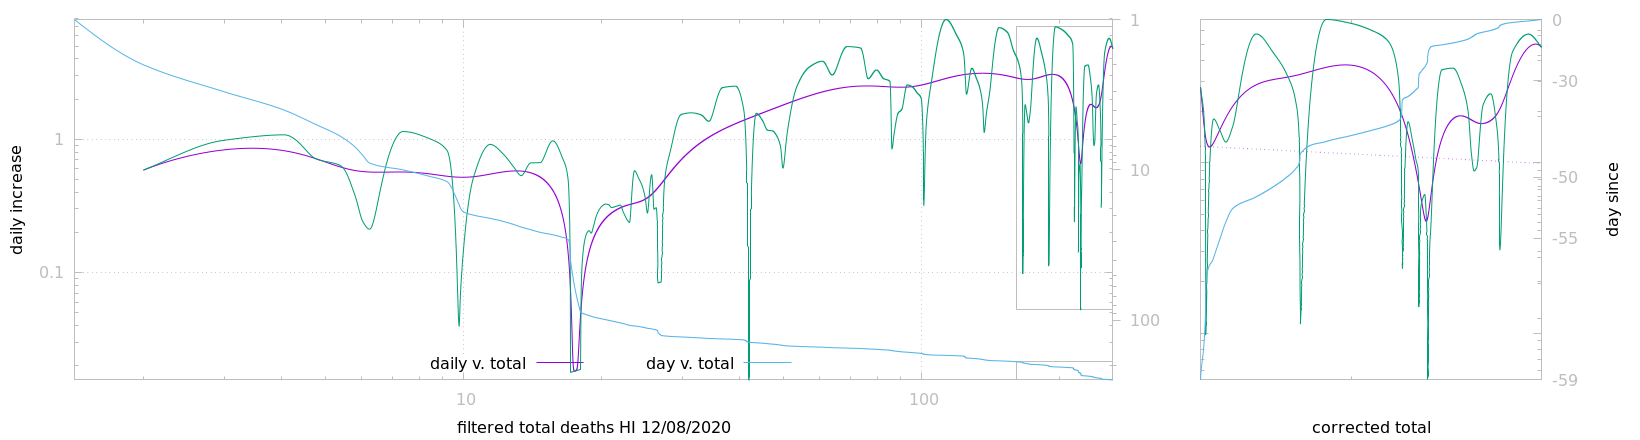 1
0.1
daily increase
10
100
filtered total deaths HI 12/08/2020
daily v. total
day v. total
1
10
100
0
-30
-50
-55
-59
day since
corrected total